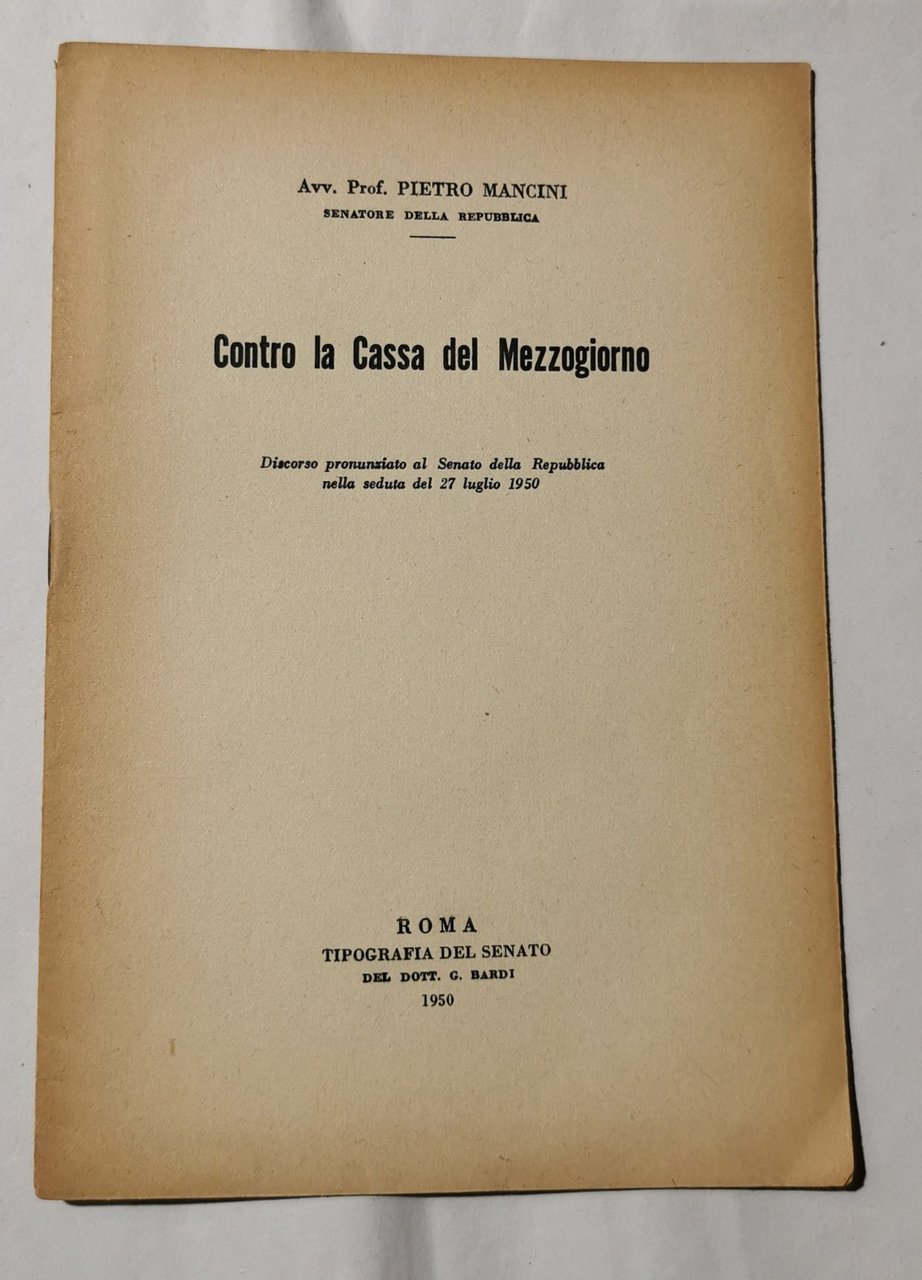 Avv. Prof. PIETRO MANCINI
SENATORE DELLA REPUBBLICA
Contro la Cassa del Mezzogiorno
Discorso pronunziato al Senato della Repubblica
nella seduta del 27 luglio 1950
ROMA
TIPOGRAFIA DEL SENATO
DEL DOTT. G. BARDI
1950